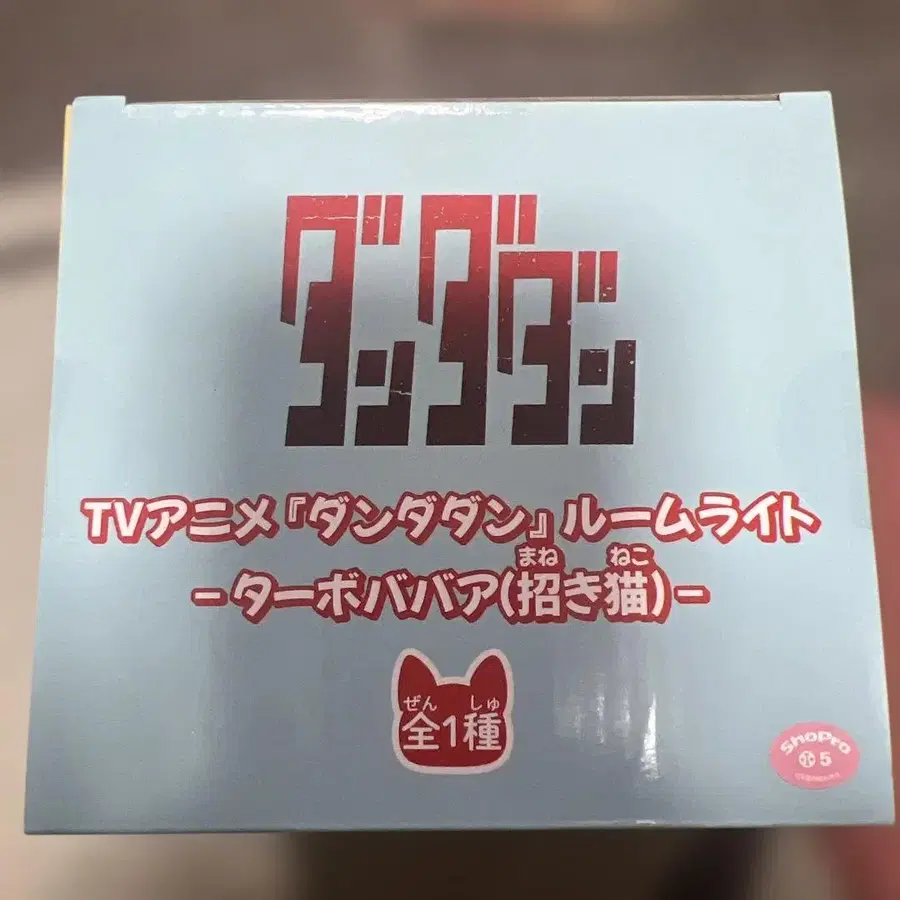 ダンダダン
TVアニメ『ダンダダン』ルームライト
まね ねこ
-ターボババア(招き猫)-
ぜん しゅ
全1種
ShoPro
5